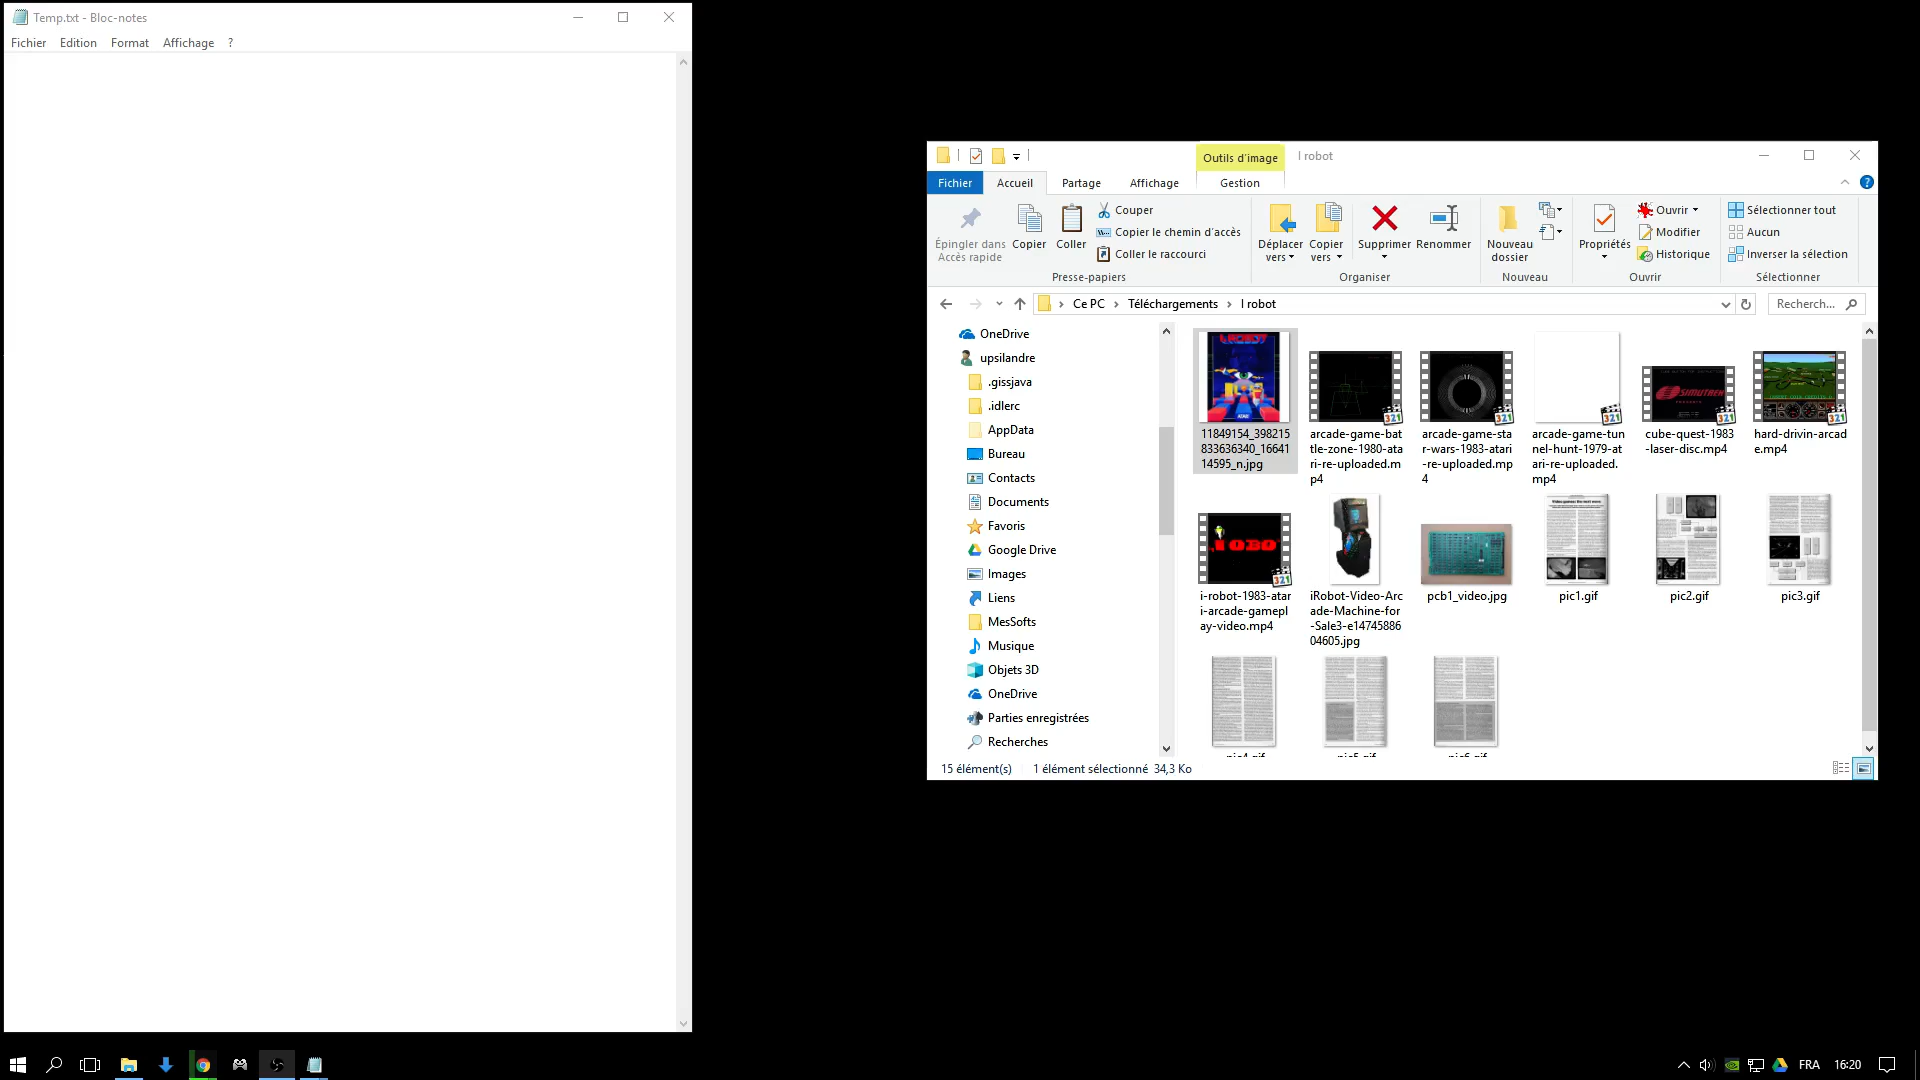 Temp.txt - Bloc-notes
Fichier Edition Format Affichage ?
Outils d'image I robot
Fichier Accueil Partage Affichage Gestion
Épingler dans
Accès rapide
Copier
Coller
Couper
Copier le chemin d'accès
Coller le raccourci
Presse-papiers
Déplacer
vers
Copier
vers
Supprimer
Renommer
Organiser
Nouveau
dossier
Nouveau
Propriétés
Ouvrir
Modifier
Historique
Ouvrir
Sélectionner tout
Aucun
Inverser la sélection
Sélectionner
Ce PC Téléchargements I robot
Recherch...
OneDrive
upsilandre
.gissjava
.idlerc
AppData
Bureau
Contacts
Documents
Favoris
Google Drive
Images
Liens
MesSofts
Musique
Objets 3D
OneDrive
Parties enregistrées
Recherches
11849154_398215
833636340_16641
14595_n.jpg
arcade-game-bat
tle-zone-1980-ata
ri-re-uploaded.m
p4
arcade-game-sta
r-wars-1983-atari
-re-uploaded.mp
4
arcade-game-tun
nel-hunt-1979-at
ari-re-uploaded.
mp4
cube-quest-1983
-laser-disc.mp4
hard-drivin-arcad
e.mp4
i-robot-1983-atar
i-arcade-gamepl
ay-video.mp4
iRobot-Video-Arc
ade-Machine-for
-Sale3-e14745886
04605.jpg
pcb1_video.jpg
pic1.gif
pic2.gif
pic3.gif
pic4.gif
pic5.gif
pic6.gif
15 élément(s) 1 élément sélectionné 34,3 Ko
FRA 16:20